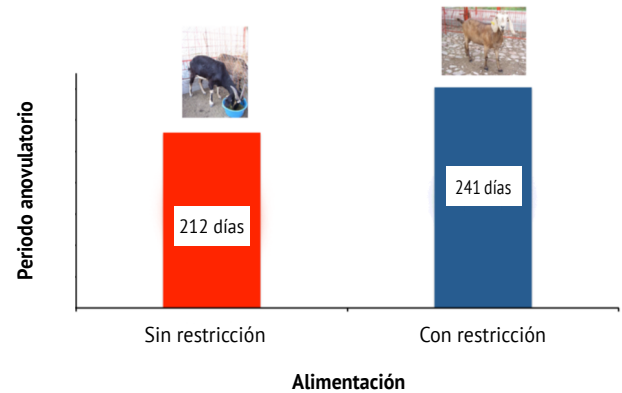 Periodo anovulatorio
212 días
241 días
Sin restricción
Con restricción
Alimentación